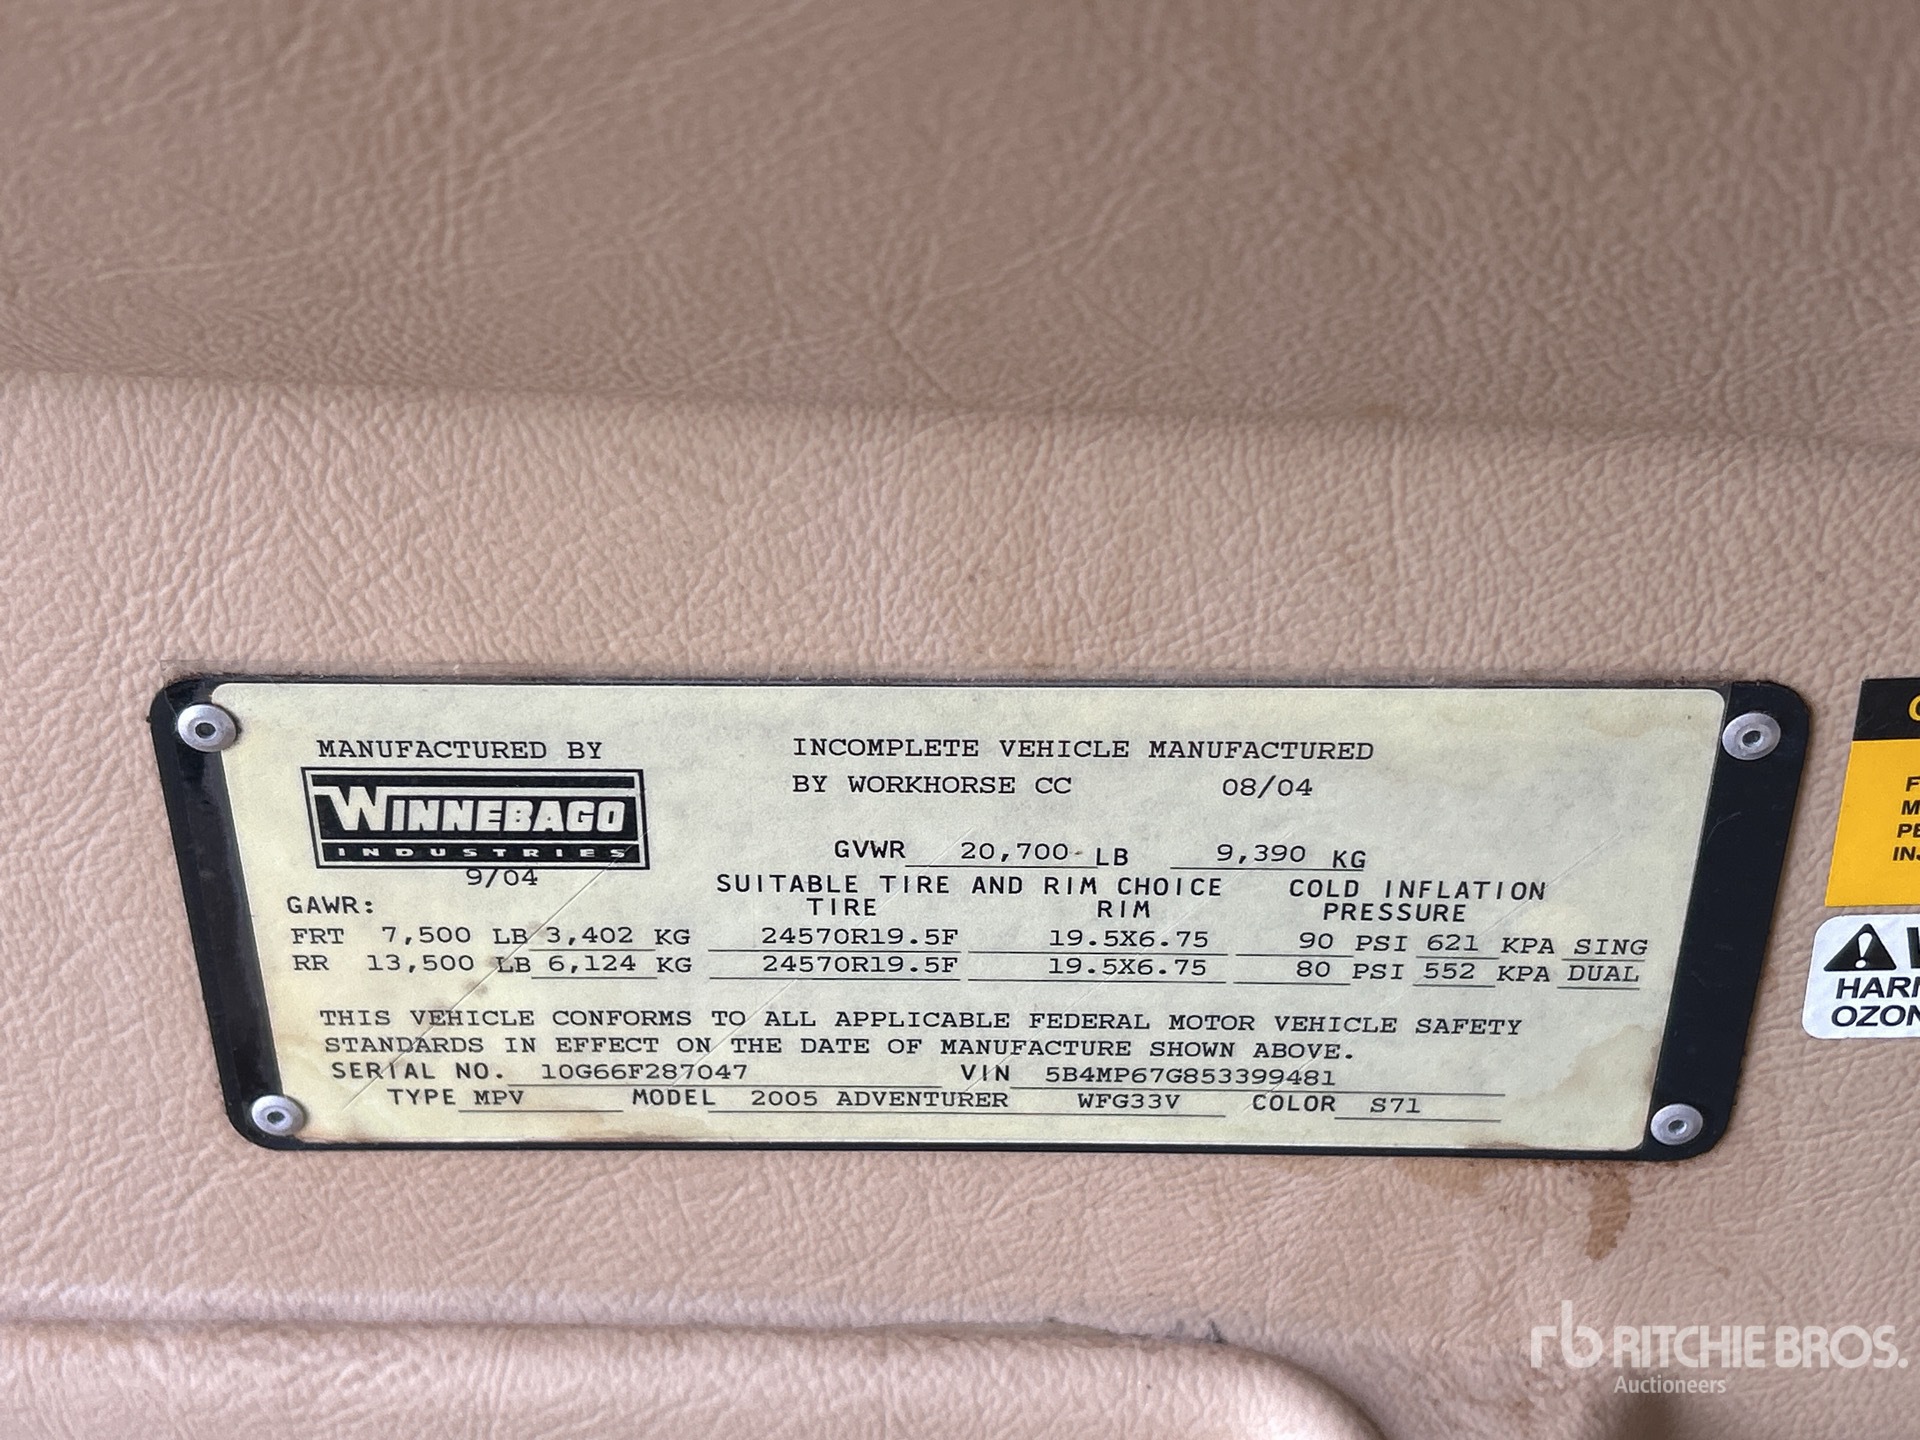 MANUFACTURED BY
WINNEBAGO
INDUSTRIES
9/04
INCOMPLETE VEHICLE MANUFACTURED
BY WORKHORSE CC 08/04
GVWR 20,700 LB 9,390 KG
SUITABLE TIRE AND RIM CHOICE COLD INFLATION
GAWR: TIRE RIM PRESSURE
FRT 7,500 LB 3,402 KG 24570R19.5F 19.5X6.75 90 PSI 621 KPA SING
RR 13,500 LB 6,124 KG 24570R19.5F 19.5X6.75 80 PSI 552 KPA DUAL
THIS VEHICLE CONFORMS TO ALL APPLICABLE FEDERAL MOTOR VEHICLE SAFETY
STANDARDS IN EFFECT ON THE DATE OF MANUFACTURE SHOWN ABOVE.
SERIAL NO. 10G66F287047 VIN 5B4MP67G853399481
TYPE MPV MODEL 2005 ADVENTURER WFG33V COLOR S71
rb RITCHIE BROS.
Auctioneers